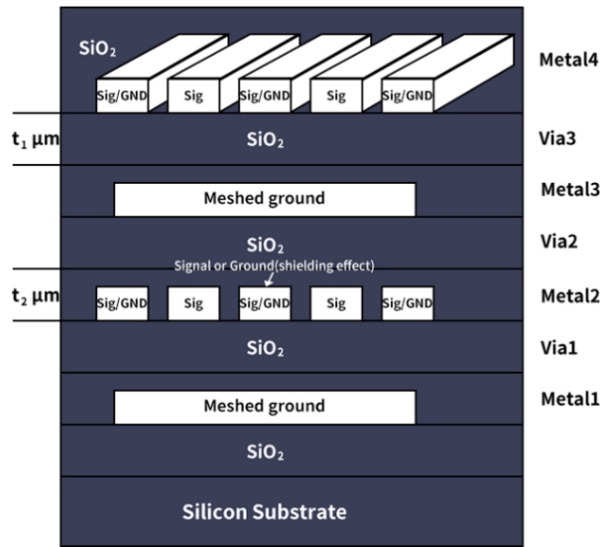 SiO₂
Metal4
Sig/GND Sig Sig/GND Sig Sig/GND
t₁ μm
SiO₂
Via3
Meshed ground
Metal3
SiO₂
Via2
Signal or Ground(shielding effect)
t₂ μm
Sig/GND Sig Sig/GND Sig Sig/GND
Metal2
SiO₂
Via1
Meshed ground
Metal1
SiO₂
Silicon Substrate